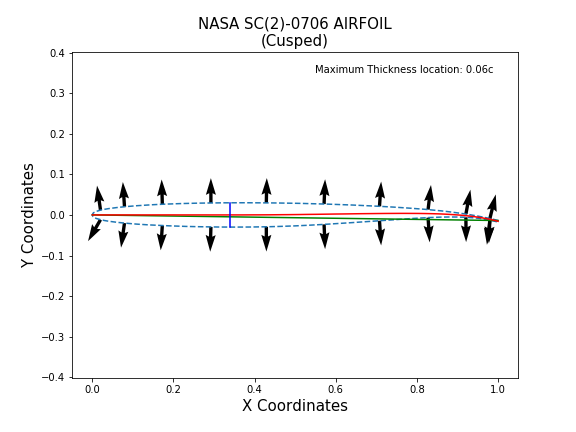 NASA SC(2)-0706 AIRFOIL
(Cusped)
Maximum Thickness location: 0.06c
0.4
0.3
0.2
0.1
0.0
−0.1
−0.2
−0.3
−0.4
Y Coordinates
0.0 0.2 0.4 0.6 0.8 1.0
X Coordinates